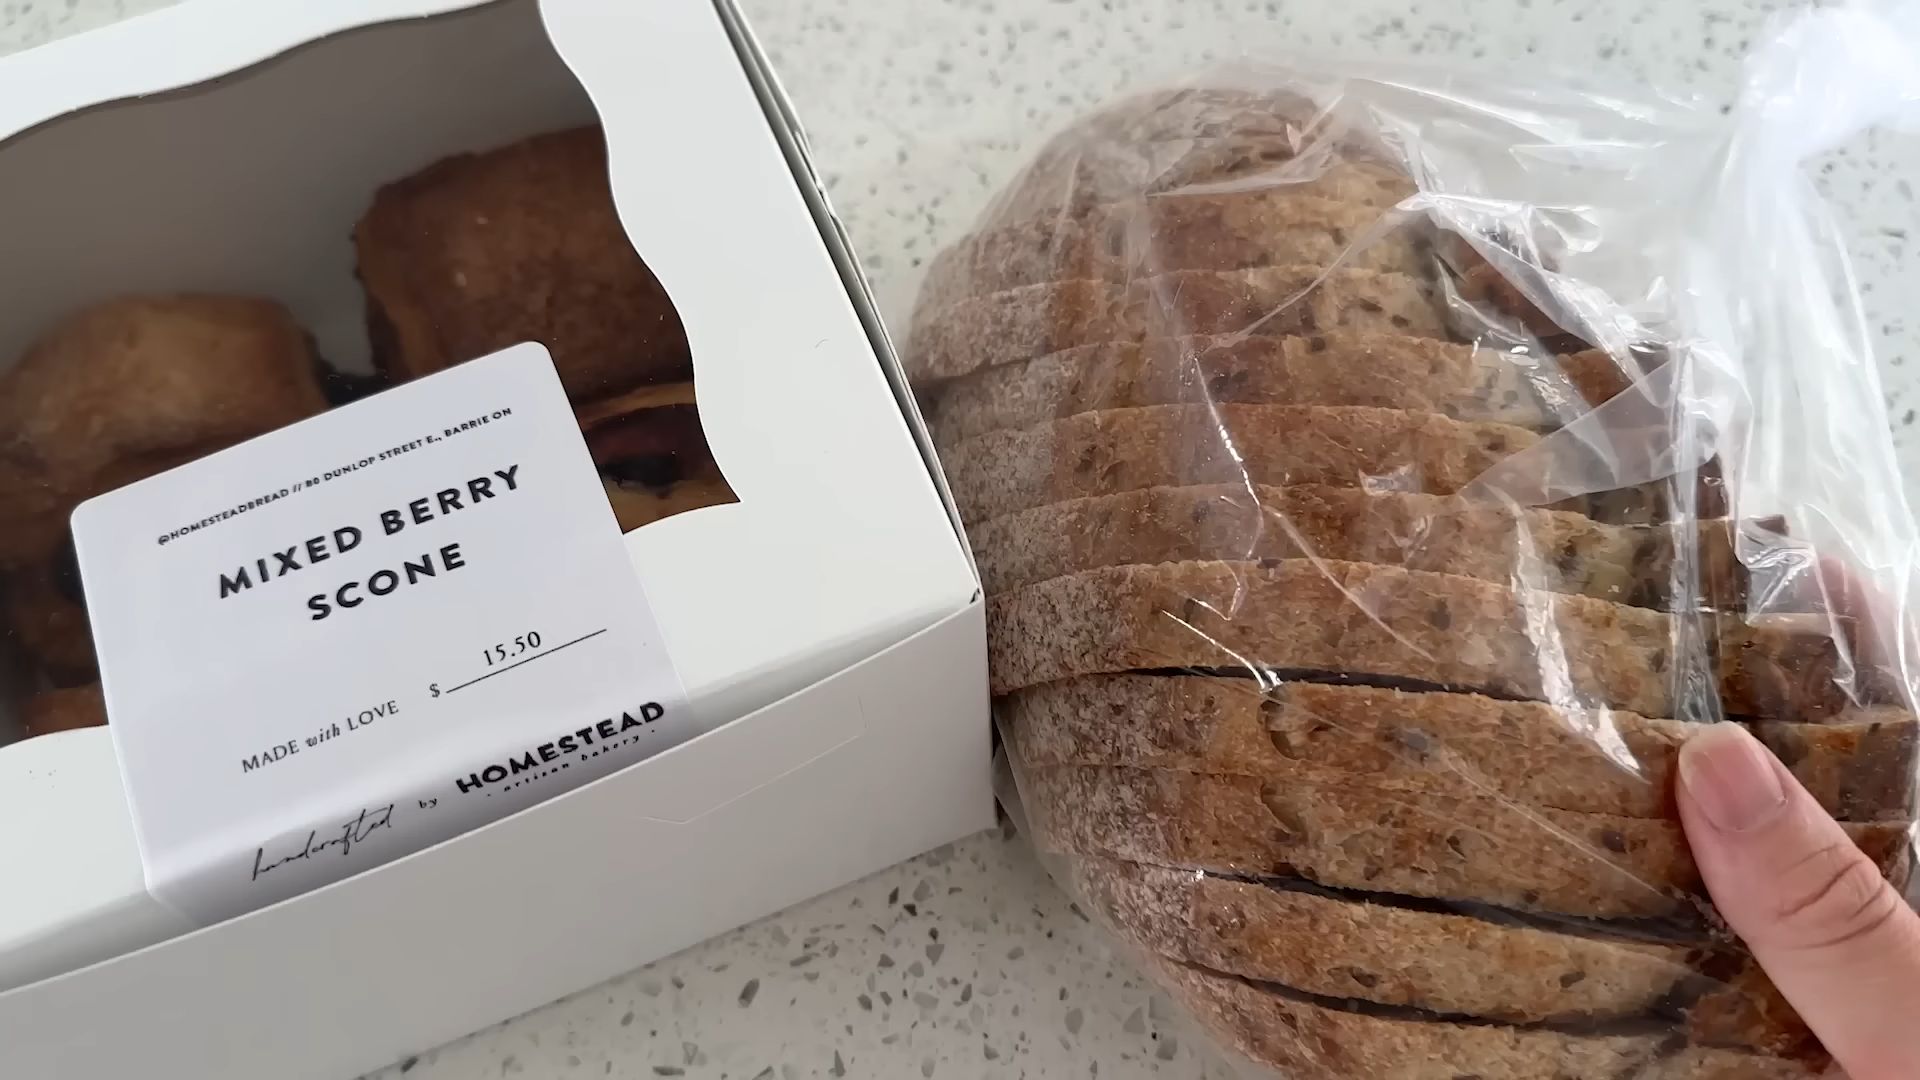 @HOMESTEADBREAD // 80 DUNLOP STREET E., BARRIE ON
MIXED BERRY
SCONE
$ 15.50
MADE with LOVE
handcrafted by HOMESTEAD
· artisan bakery ·